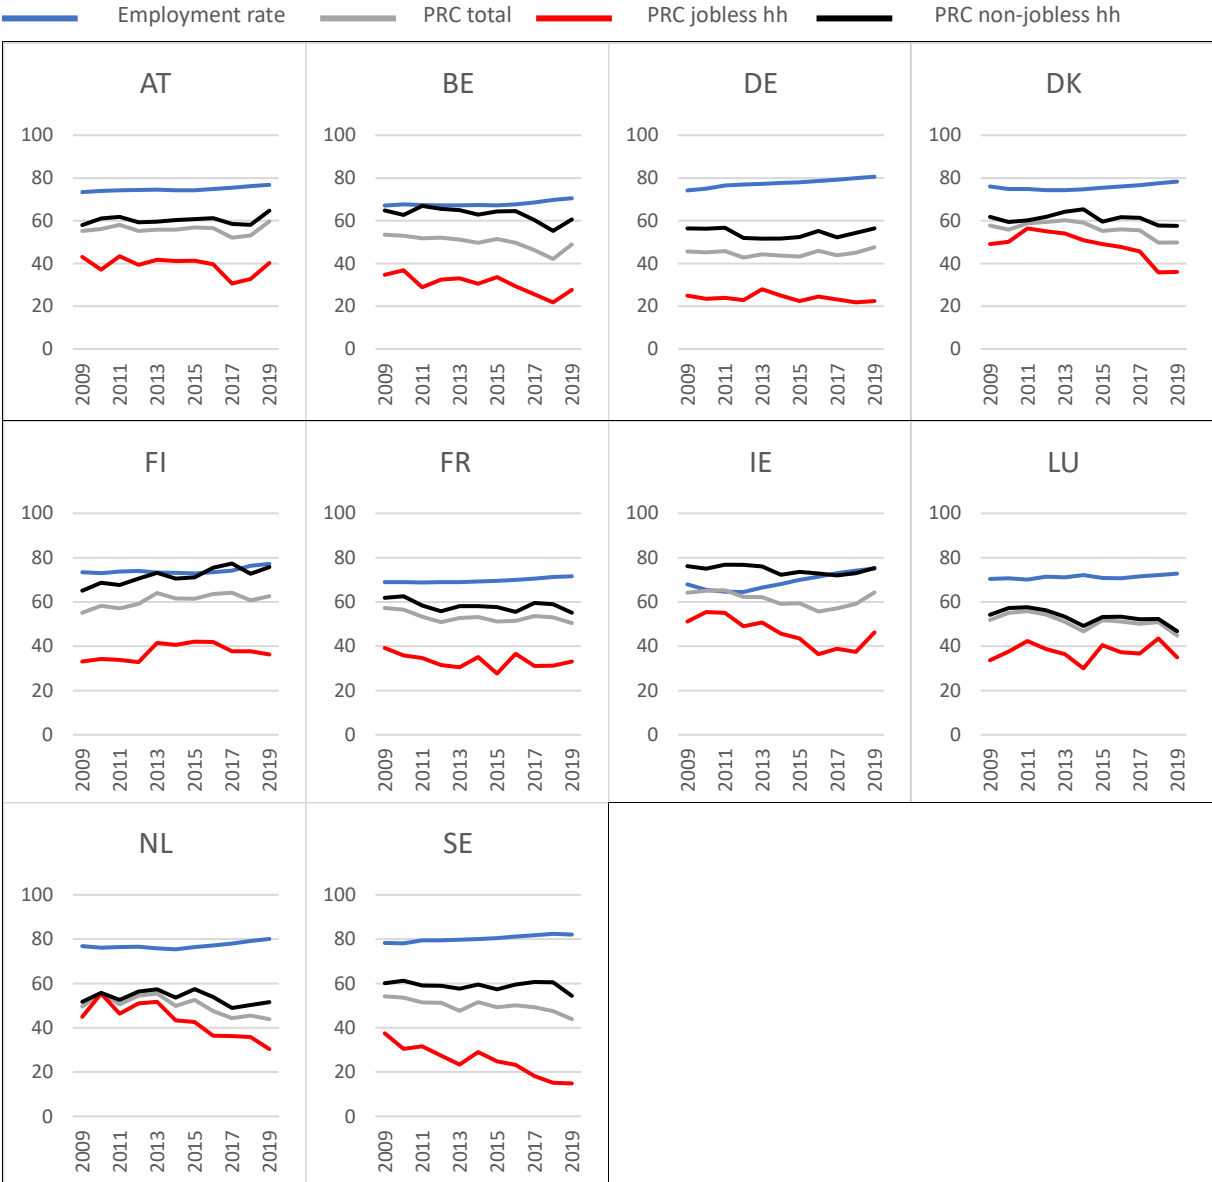 Employment rate PRC total PRC jobless hh PRC non-jobless hh
AT BE DE DK
100 100 100 100
80 80 80 80
60 60 60 60
40 40 40 40
20 20 20 20
0 0 0 0
2009 2011 2013 2015 2017 2019 2009 2011 2013 2015 2017 2019 2009 2011 2013 2015 2017 2019 2009 2011 2013 2015 2017 2019
FI FR IE LU
100 100 100 100
80 80 80 80
60 60 60 60
40 40 40 40
20 20 20 20
0 0 0 0
2009 2011 2013 2015 2017 2019 2009 2011 2013 2015 2017 2019 2009 2011 2013 2015 2017 2019 2009 2011 2013 2015 2017 2019
NL SE
100 100
80 80
60 60
40 40
20 20
0 0
2009 2011 2013 2015 2017 2019 2009 2011 2013 2015 2017 2019